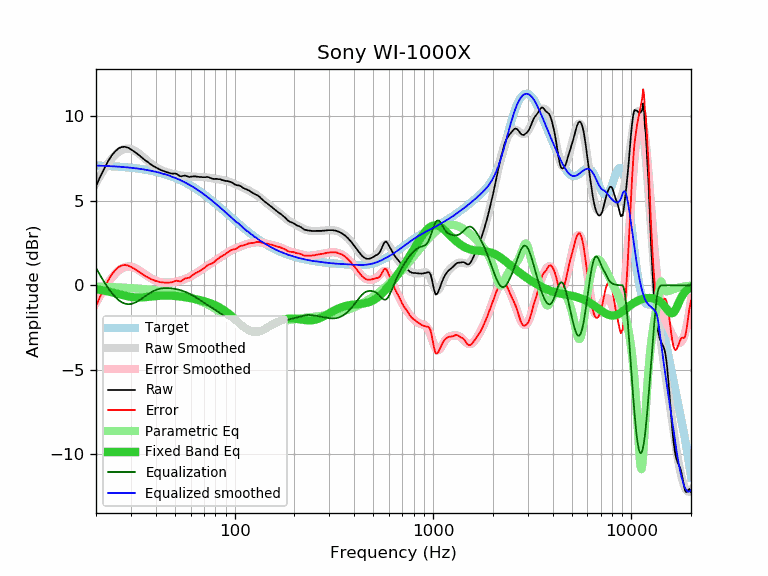 Sony WI-1000X
Amplitude (dBr)
10
5
0
−5
−10
Target
Raw Smoothed
Error Smoothed
Raw
Error
Parametric Eq
Fixed Band Eq
Equalization
Equalized smoothed
100
1000
10000
Frequency (Hz)